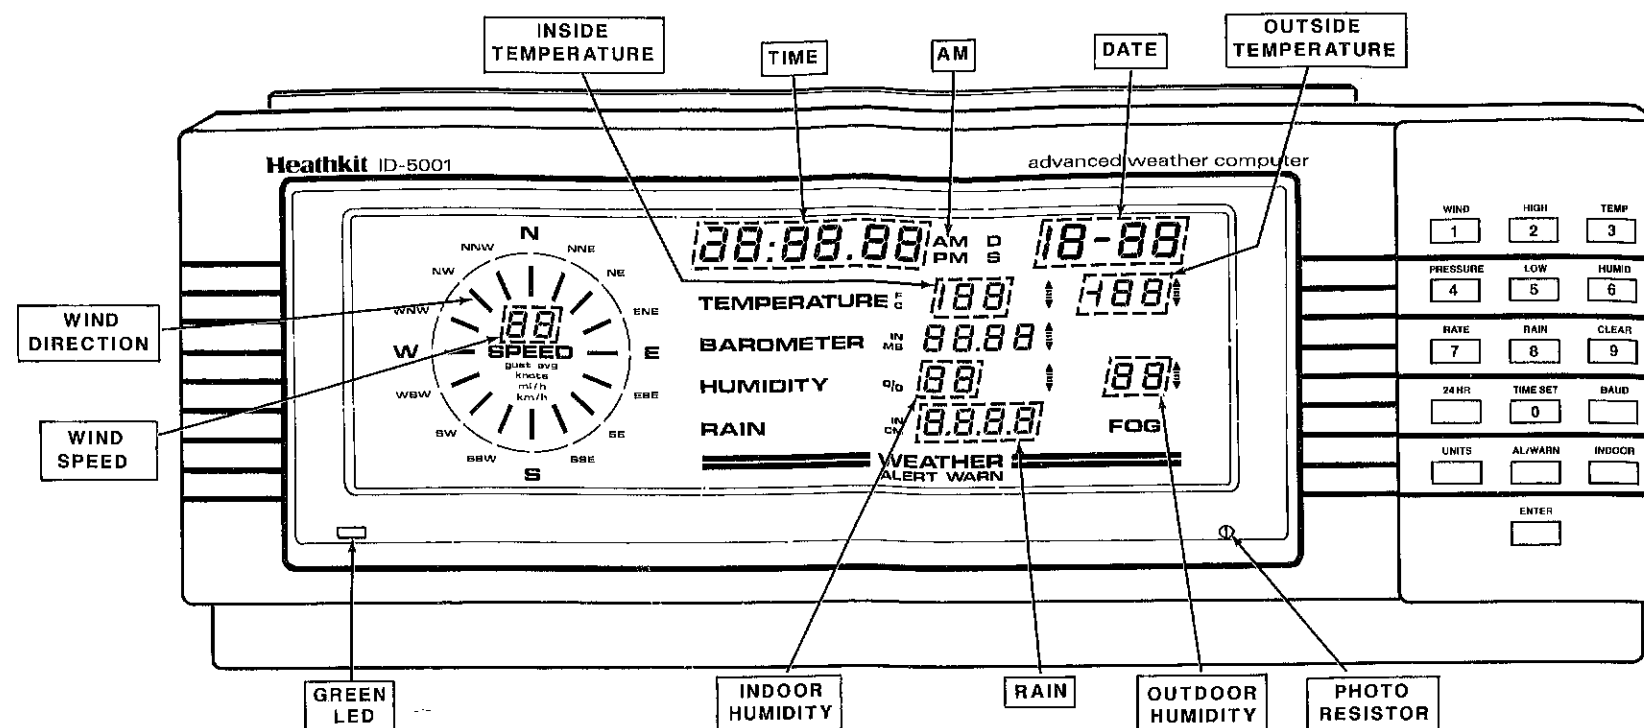 INSIDE
TEMPERATURE
TIME
AM
DATE
OUTSIDE
TEMPERATURE
Heathkit ID-5001
advanced weather computer
WIND
DIRECTION
WIND
SPEED
N
NNE
NE
ENE
E
ESE
SE
SSE
S
SSW
SW
WSW
W
WNW
NW
NNW
88
SPEED
gust avg
knots
mi/h
km/h
28:88.88 AM D
PM S
18-88
TEMPERATURE F
C
188
-188
BAROMETER IN
MB
88.88
HUMIDITY %
88
88
RAIN IN
CM
8.8.8.8
FOG
WEATHER
ALERT WARN
WIND HIGH TEMP
1 2 3
PRESSURE LOW HUMID
4 5 6
RATE RAIN CLEAR
7 8 9
24 HR TIME SET BAUD
0
UNITS AL/WARN INDOOR
ENTER
GREEN
LED
INDOOR
HUMIDITY
RAIN
OUTDOOR
HUMIDITY
PHOTO
RESISTOR